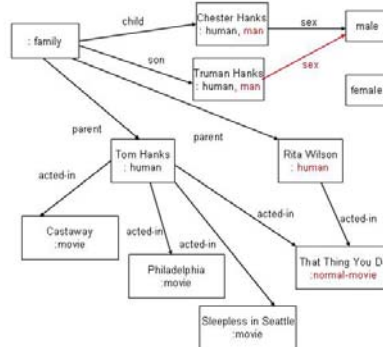 child
Chester Hanks
: human, man
sex
male
: family
son
Truman Hanks
: human, man
sex
female
parent
parent
Tom Hanks
: human
Rita Wilson
: human
acted-in
acted-in
acted-in
acted-in
acted-in
Castaway
:movie
Philadelphia
:movie
That Thing You D
:normal-movie
Sleepless in Seattle
:movie